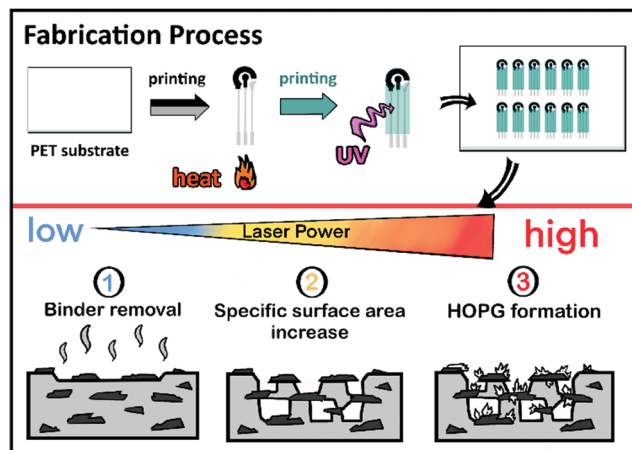 Fabrication Process
printing
printing
PET substrate
heat
UV
low
Laser Power
high
1
2
3
Binder removal
Specific surface area
increase
HOPG formation